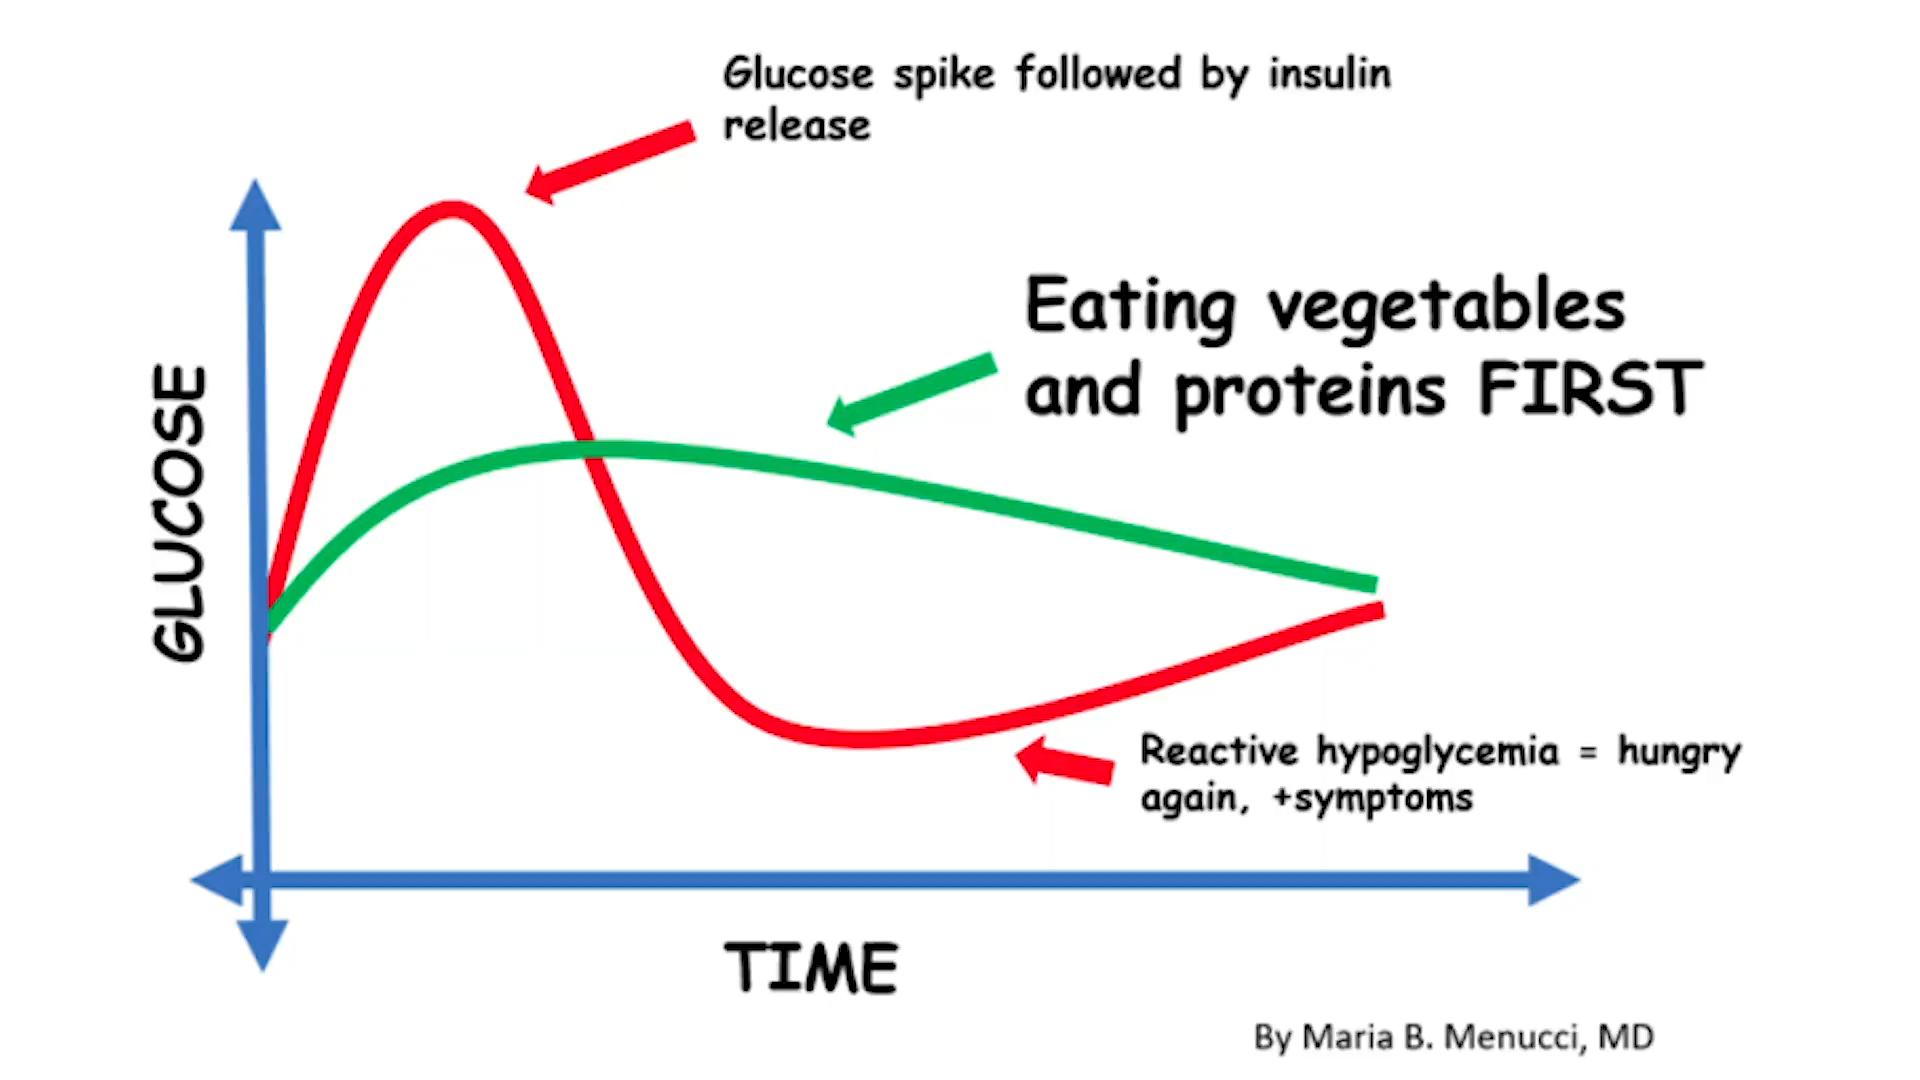 Glucose spike followed by insulin
release
Eating vegetables
and proteins FIRST
GLUCOSE
Reactive hypoglycemia = hungry
again, +symptoms
TIME
By Maria B. Menucci, MD